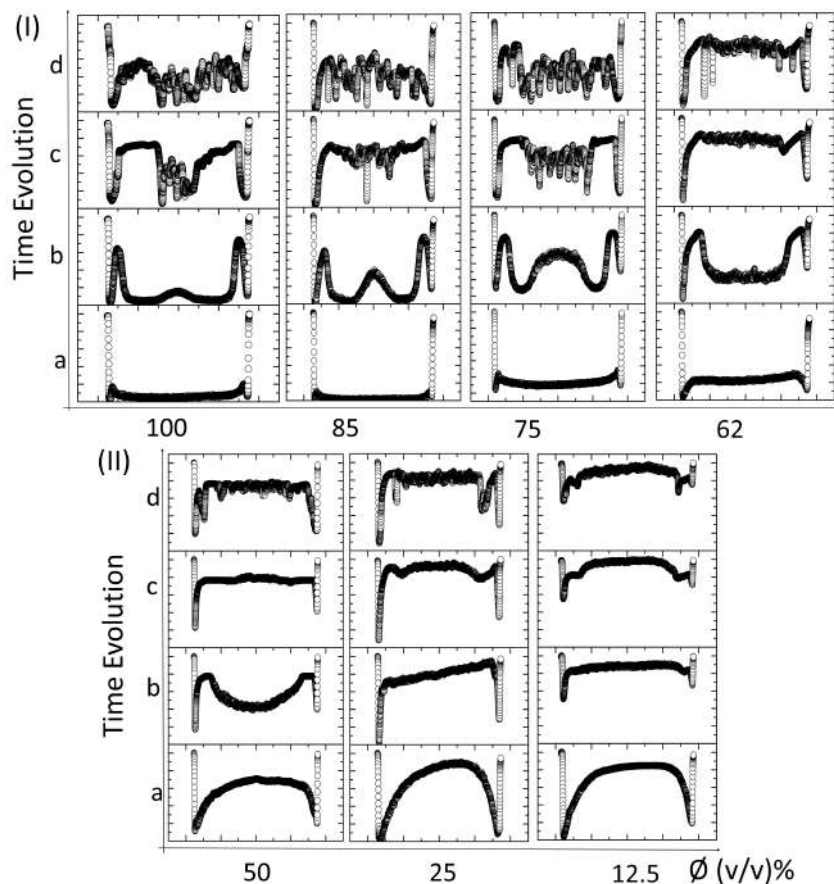 (I)
Time Evolution
d
c
b
a
100 85 75 62
(II)
Time Evolution
d
c
b
a
50 25 12.5 Ø (v/v)%